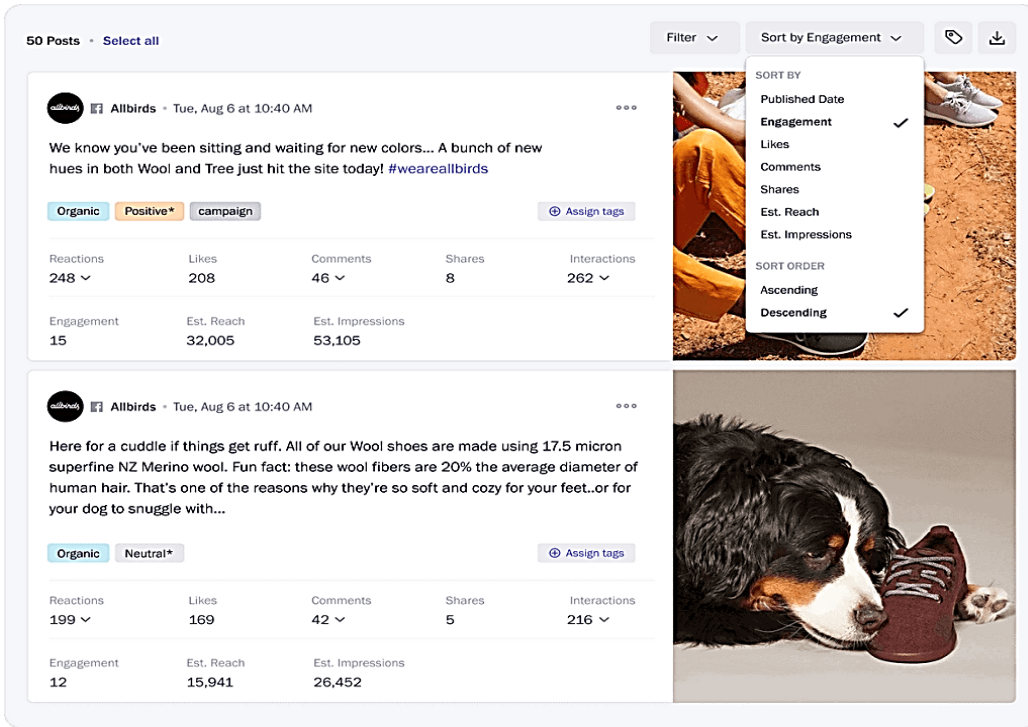 50 Posts • Select all
Filter
Sort by Engagement
SORT BY
Published Date
Engagement
Likes
Comments
Shares
Est. Reach
Est. Impressions
SORT ORDER
Ascending
Descending
allbirds Allbirds • Tue, Aug 6 at 10:40 AM
We know you've been sitting and waiting for new colors... A bunch of new
hues in both Wool and Tree just hit the site today! #weareallbirds
Organic Positive* campaign Assign tags
Reactions Likes Comments Shares Interactions
248 208 46 8 262
Engagement Est. Reach Est. Impressions
15 32,005 53,105
allbirds Allbirds • Tue, Aug 6 at 10:40 AM
Here for a cuddle if things get ruff. All of our Wool shoes are made using 17.5 micron
superfine NZ Merino wool. Fun fact: these wool fibers are 20% the average diameter of
human hair. That's one of the reasons why they're so soft and cozy for your feet..or for
your dog to snuggle with...
Organic Neutral* Assign tags
Reactions Likes Comments Shares Interactions
199 169 42 5 216
Engagement Est. Reach Est. Impressions
12 15,941 26,452